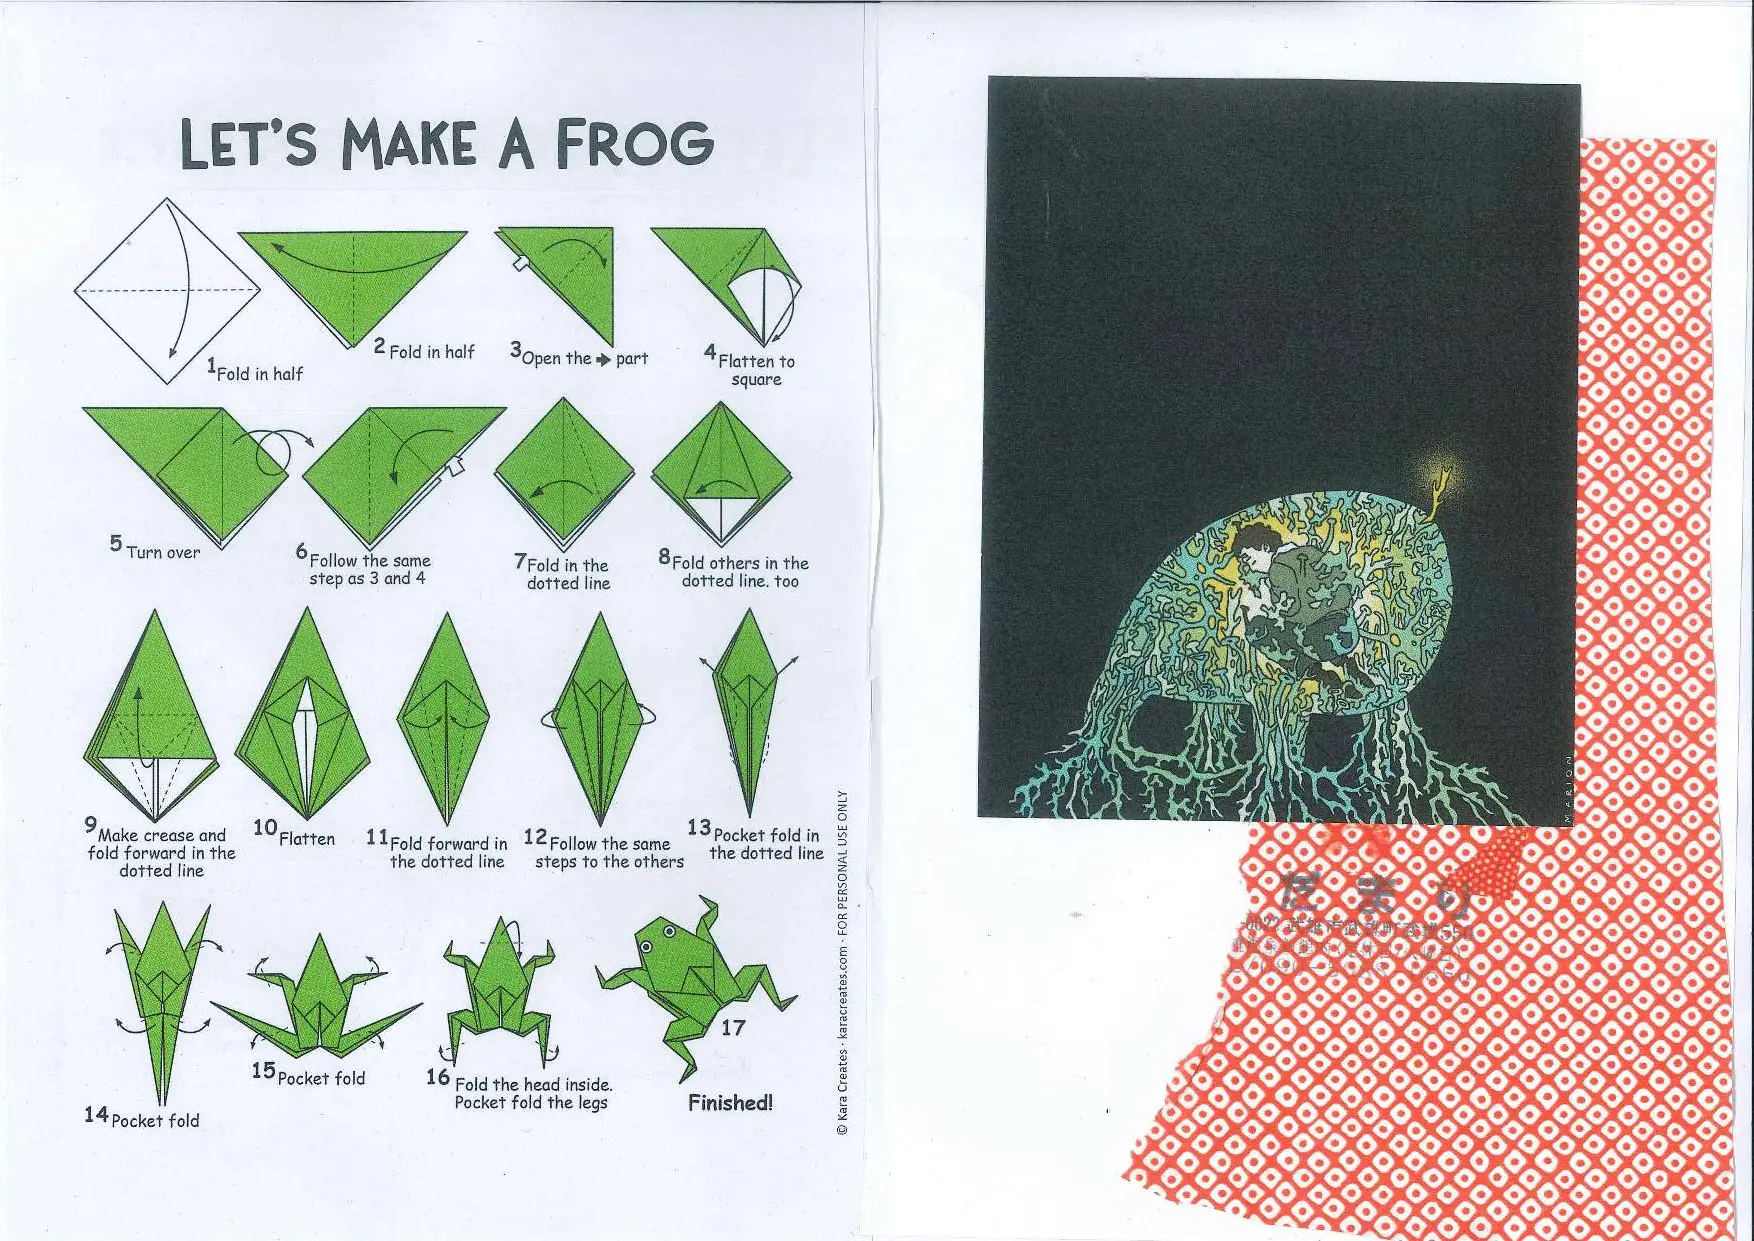 LET'S MAKE A FROG
1 Fold in half
2 Fold in half
3 Open the ➔ part
4 Flatten to
square
5 Turn over
6 Follow the same
step as 3 and 4
7 Fold in the
dotted line
8 Fold others in the
dotted line. too
9 Make crease and
fold forward in the
dotted line
10 Flatten
11 Fold forward in
the dotted line
12 Follow the same
steps to the others
13 Pocket fold in
the dotted line
14 Pocket fold
15 Pocket fold
16 Fold the head inside.
Pocket fold the legs
17
Finished!
© Kara Creates · karacreates.com · FOR PERSONAL USE ONLY
MARION